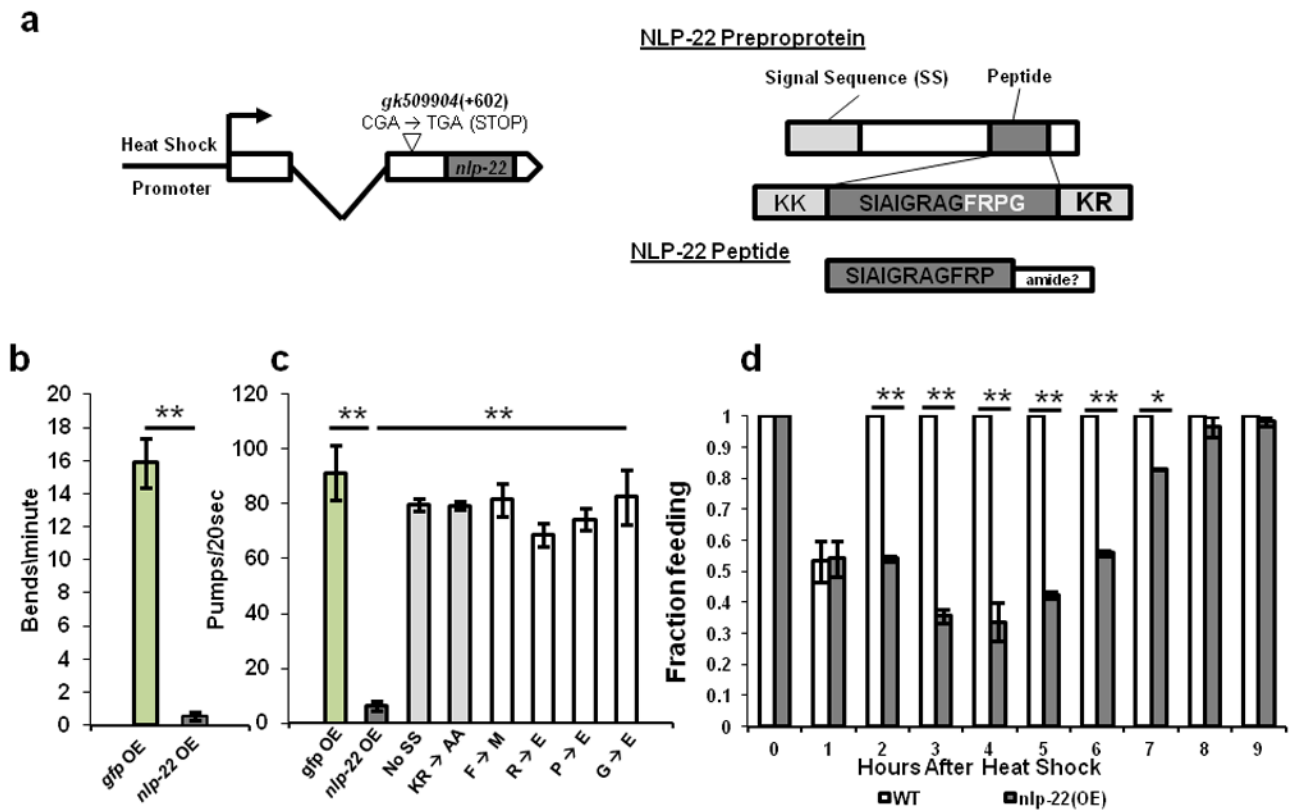 a
gk509904(+602)
CGA → TGA (STOP)
Heat Shock
Promoter
nlp-22
NLP-22 Preproprotein
Signal Sequence (SS)
Peptide
KK
SIAIGRAGFRPG
KR
NLP-22 Peptide
SIAIGRAGFRP
amide?
b
Bends\minute
20
18
16
14
12
10
8
6
4
2
0
**
gfp OE
nlp-22 OE
c
Pumps/20sec
120
100
80
60
40
20
0
**
**
gfp OE
nlp-22 OE
No SS
KR → AA
F → M
R → E
P → E
G → E
d
Fraction feeding
1
0.9
0.8
0.7
0.6
0.5
0.4
0.3
0.2
0.1
0
**
**
**
**
**
*
0 1 2 3 4 5 6 7 8 9
Hours After Heat Shock
WT
nlp-22(OE)